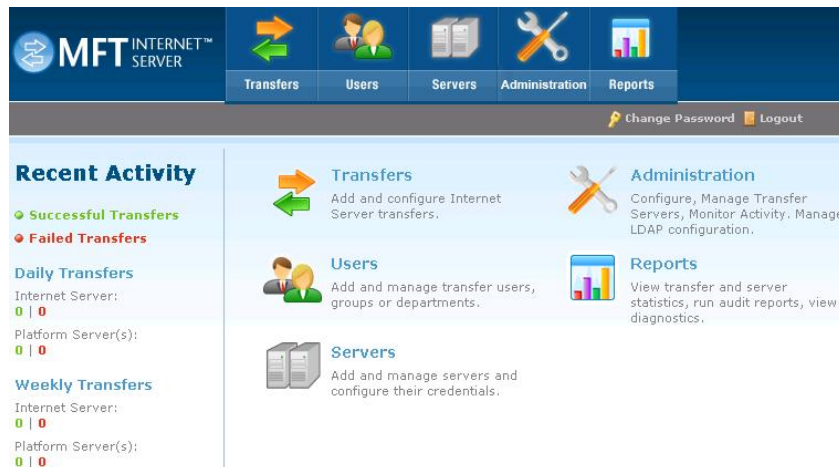 MFT INTERNET™ SERVER
Transfers
Users
Servers
Administration
Reports
Change Password
Logout
Recent Activity
Successful Transfers
Failed Transfers
Daily Transfers
Internet Server:
0 | 0
Platform Server(s):
0 | 0
Weekly Transfers
Internet Server:
0 | 0
Platform Server(s):
0 | 0
Transfers
Add and configure Internet
Server transfers.
Users
Add and manage transfer users,
groups or departments.
Servers
Add and manage servers and
configure their credentials.
Administration
Configure, Manage Transfer
Servers, Monitor Activity. Manage
LDAP configuration.
Reports
View transfer and server
statistics, run audit reports, view
diagnostics.